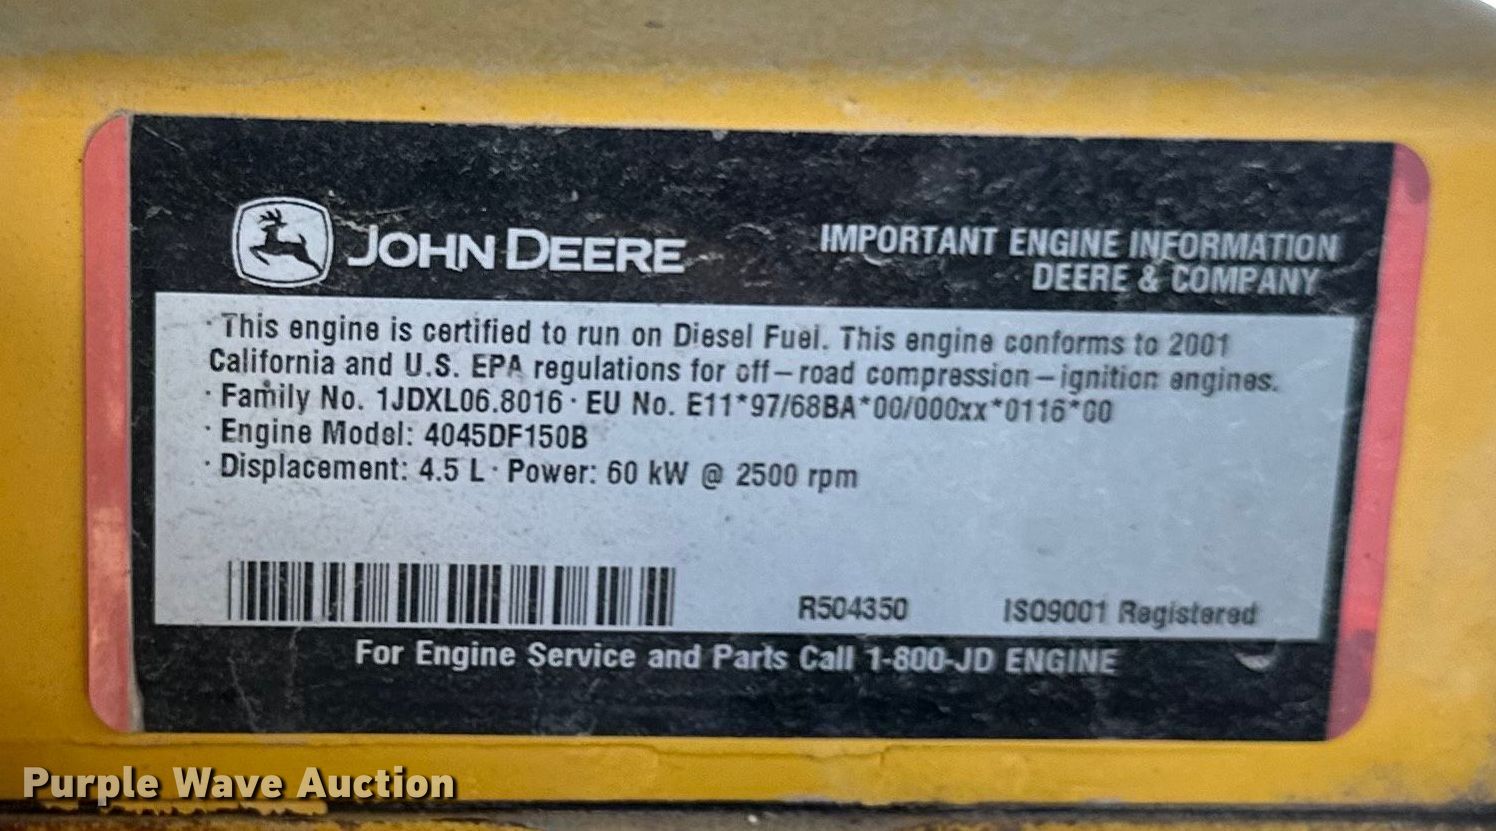 JOHN DEERE
IMPORTANT ENGINE INFORMATION
DEERE & COMPANY
· This engine is certified to run on Diesel Fuel. This engine conforms to 2001
California and U.S. EPA regulations for off-road compression-ignition engines.
· Family No. 1JDXL06.8016 · EU No. E11*97/68BA*00/000xx*0116*00
· Engine Model: 4045DF150B
· Displacement: 4.5 L · Power: 60 kW @ 2500 rpm
R504350
ISO9001 Registered
For Engine Service and Parts Call 1-800-JD ENGINE
Purple Wave Auction